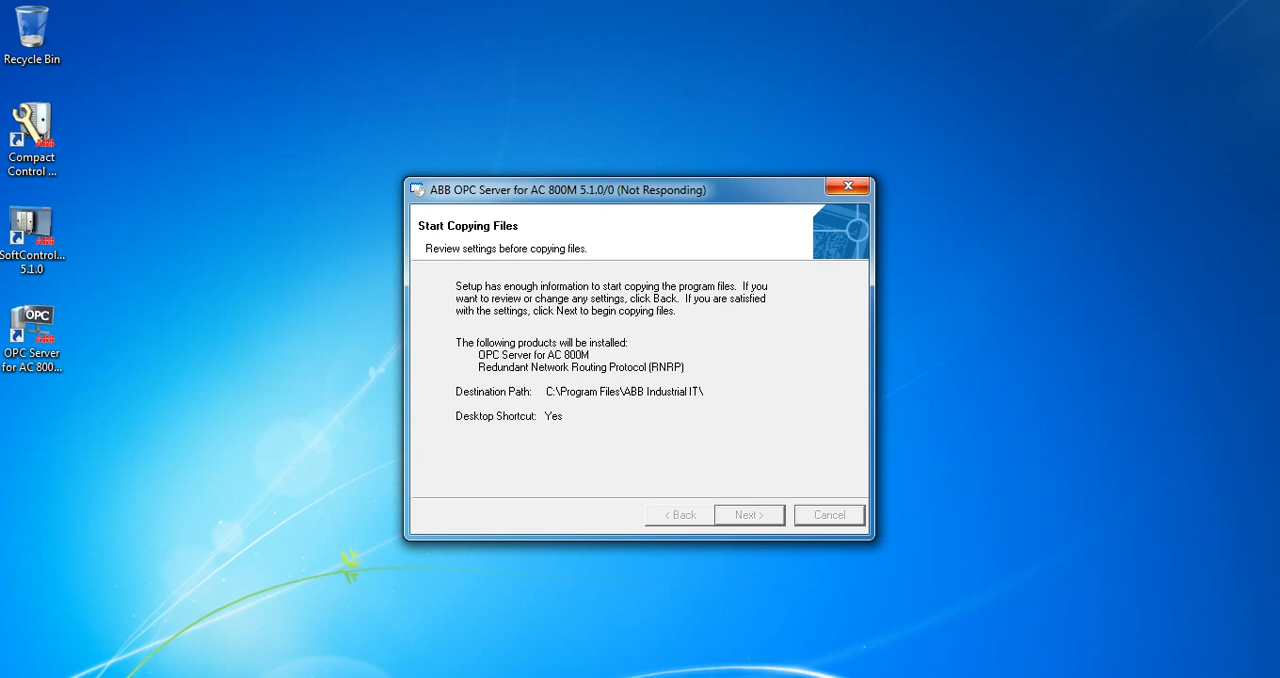 Recycle Bin
ABB
Compact
Control ...
ABB
SoftControl...
5.1.0
OPC
ABB
OPC Server
for AC 800...
ABB OPC Server for AC 800M 5.1.0/0 (Not Responding)
Start Copying Files
Review settings before copying files.
Setup has enough information to start copying the program files. If you
want to review or change any settings, click Back. If you are satisfied
with the settings, click Next to begin copying files.
The following products will be installed:
OPC Server for AC 800M
Redundant Network Routing Protocol (RNRP)
Destination Path: C:\Program Files\ABB Industrial IT\
Desktop Shortcut: Yes
< Back Next > Cancel